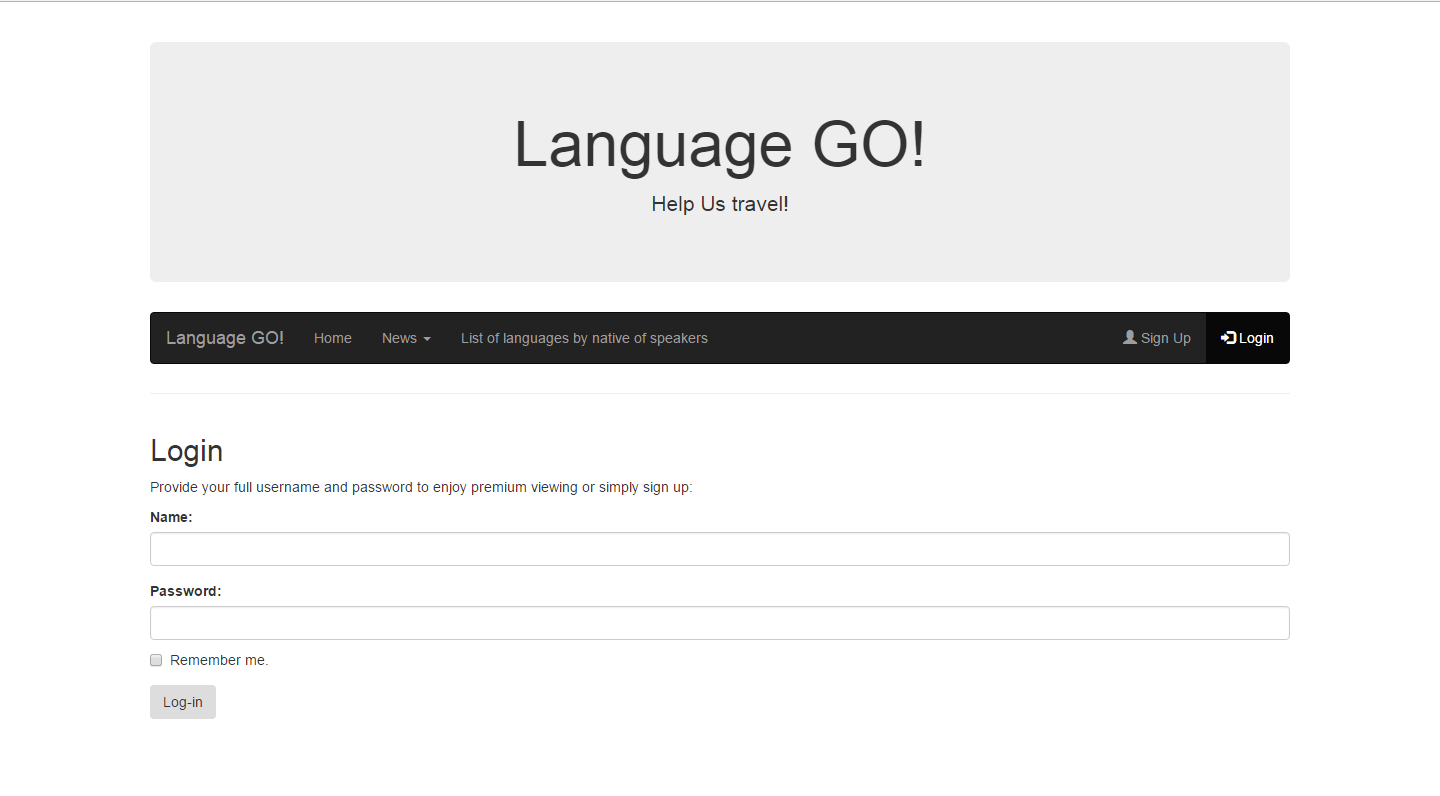 Language GO!
Help Us travel!
Language GO! Home News List of languages by native of speakers Sign Up Login
Login
Provide your full username and password to enjoy premium viewing or simply sign up:
Name:
Password:
Remember me.
Log-in